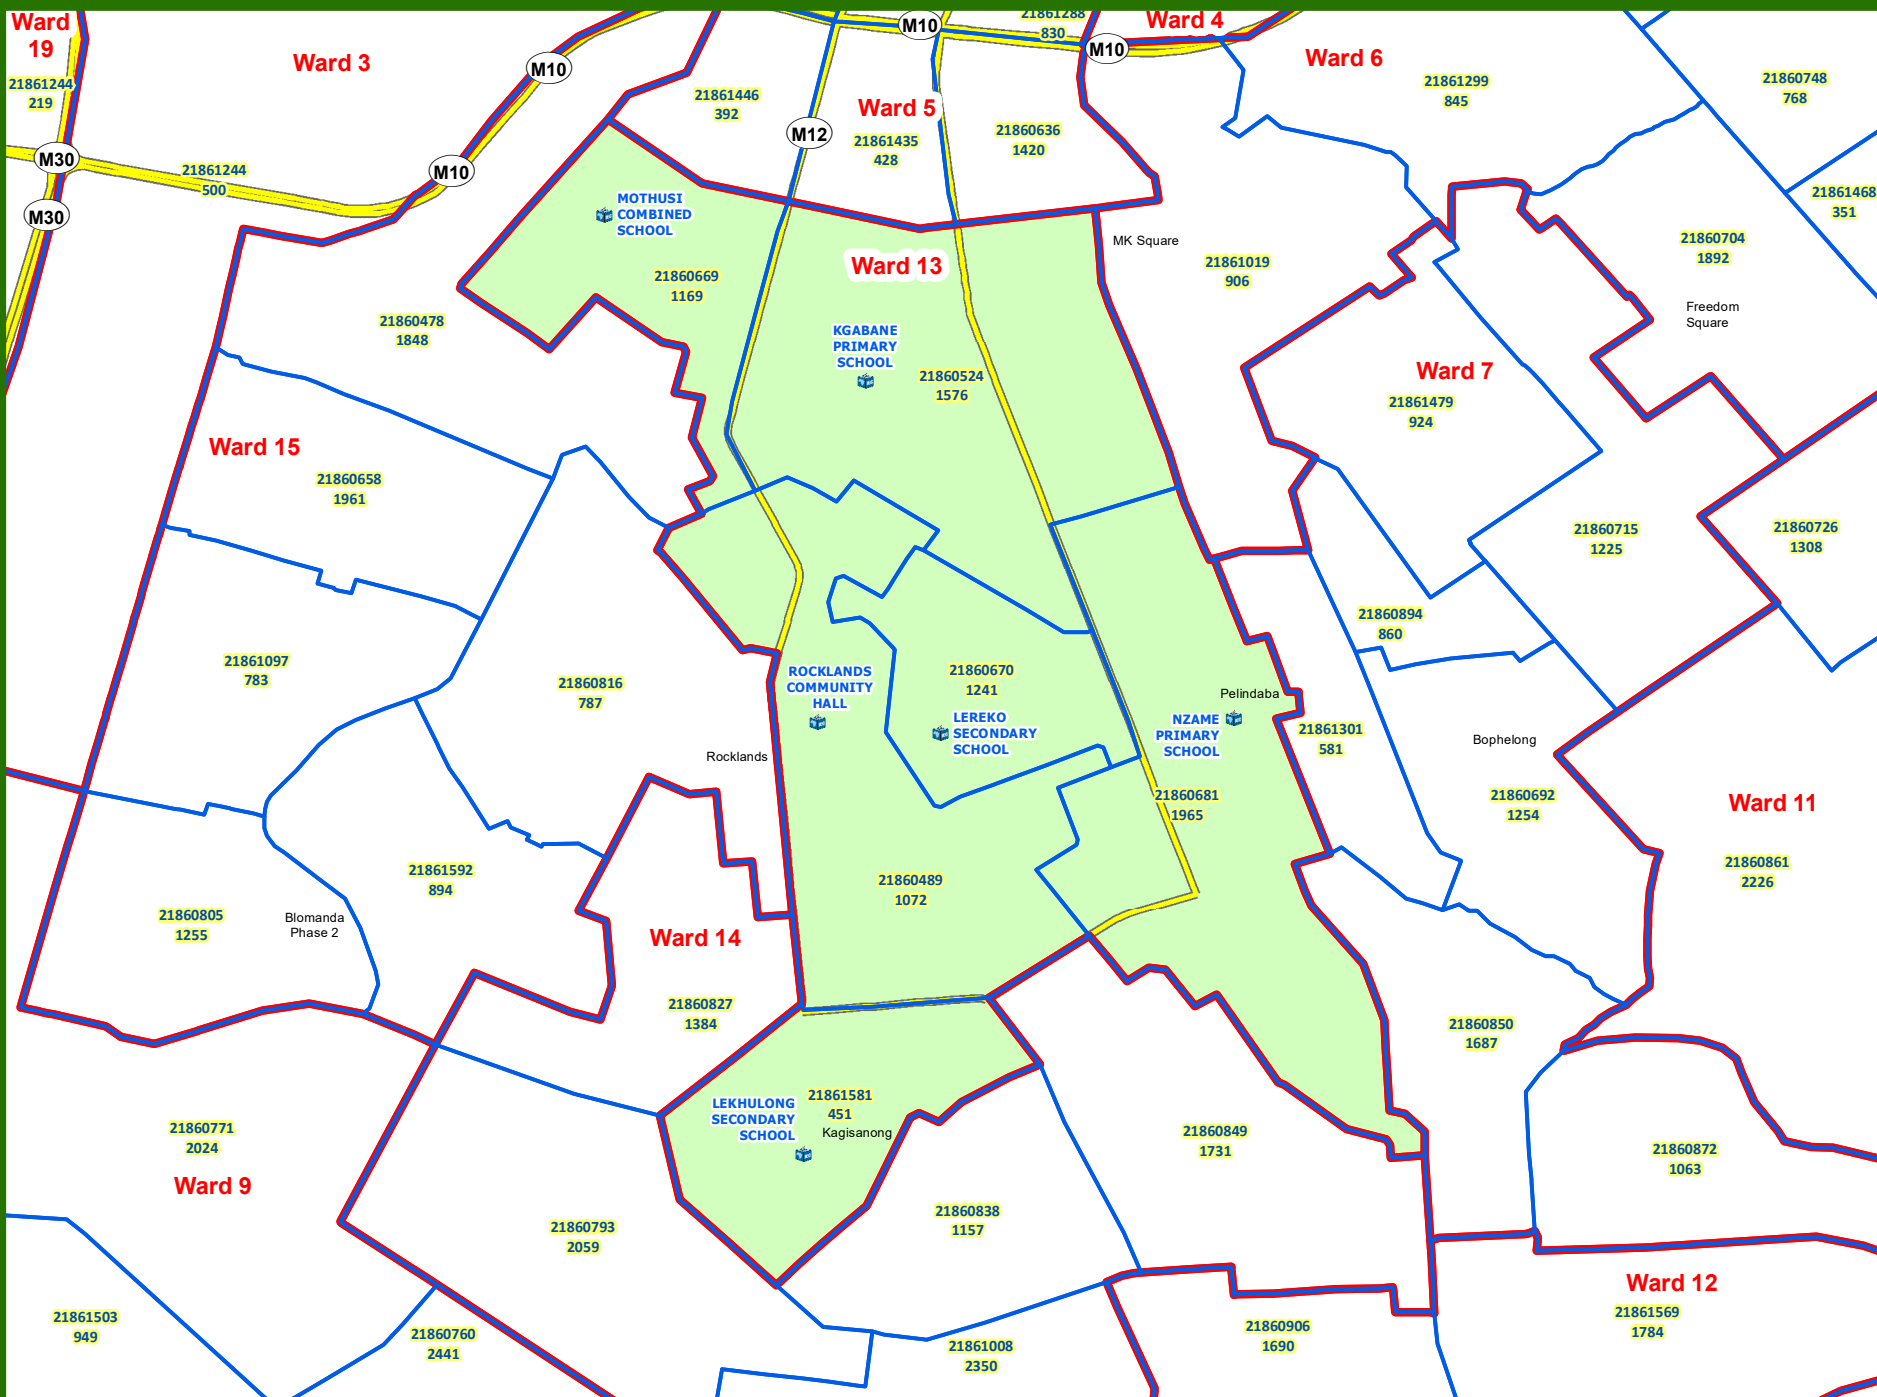 Ward
19
21861244
219
Ward 3
M10
M10
21861288
830
M10
Ward 4
Ward 6
21861299
845
21860748
768
21861446
392
M12
Ward 5
21861435
428
21860636
1420
M30
21861244
500
M10
M30
21861468
351
MOTHUSI
COMBINED
SCHOOL
21860669
1169
Ward 13
MK Square
21861019
906
21860704
1892
Freedom
Square
21860478
1848
KGABANE
PRIMARY
SCHOOL
21860524
1576
Ward 7
21861479
924
Ward 15
21860658
1961
21860715
1225
21860726
1308
21860894
860
21861097
783
21860816
787
ROCKLANDS
COMMUNITY
HALL
21860670
1241
LEREKO
SECONDARY
SCHOOL
Pelindaba
NZAME
PRIMARY
SCHOOL
21861301
581
Bophelong
Rocklands
21860681
1965
21860692
1254
Ward 11
21860861
2226
21861592
894
21860489
1072
21860805
1255
Blomanda
Phase 2
Ward 14
21860827
1384
21860850
1687
LEKHULONG
SECONDARY
SCHOOL
21861581
451
Kagisanong
21860771
2024
Ward 9
21860849
1731
21860872
1063
21860793
2059
21860838
1157
Ward 12
21861569
1784
21861503
949
21860760
2441
21861008
2350
21860906
1690